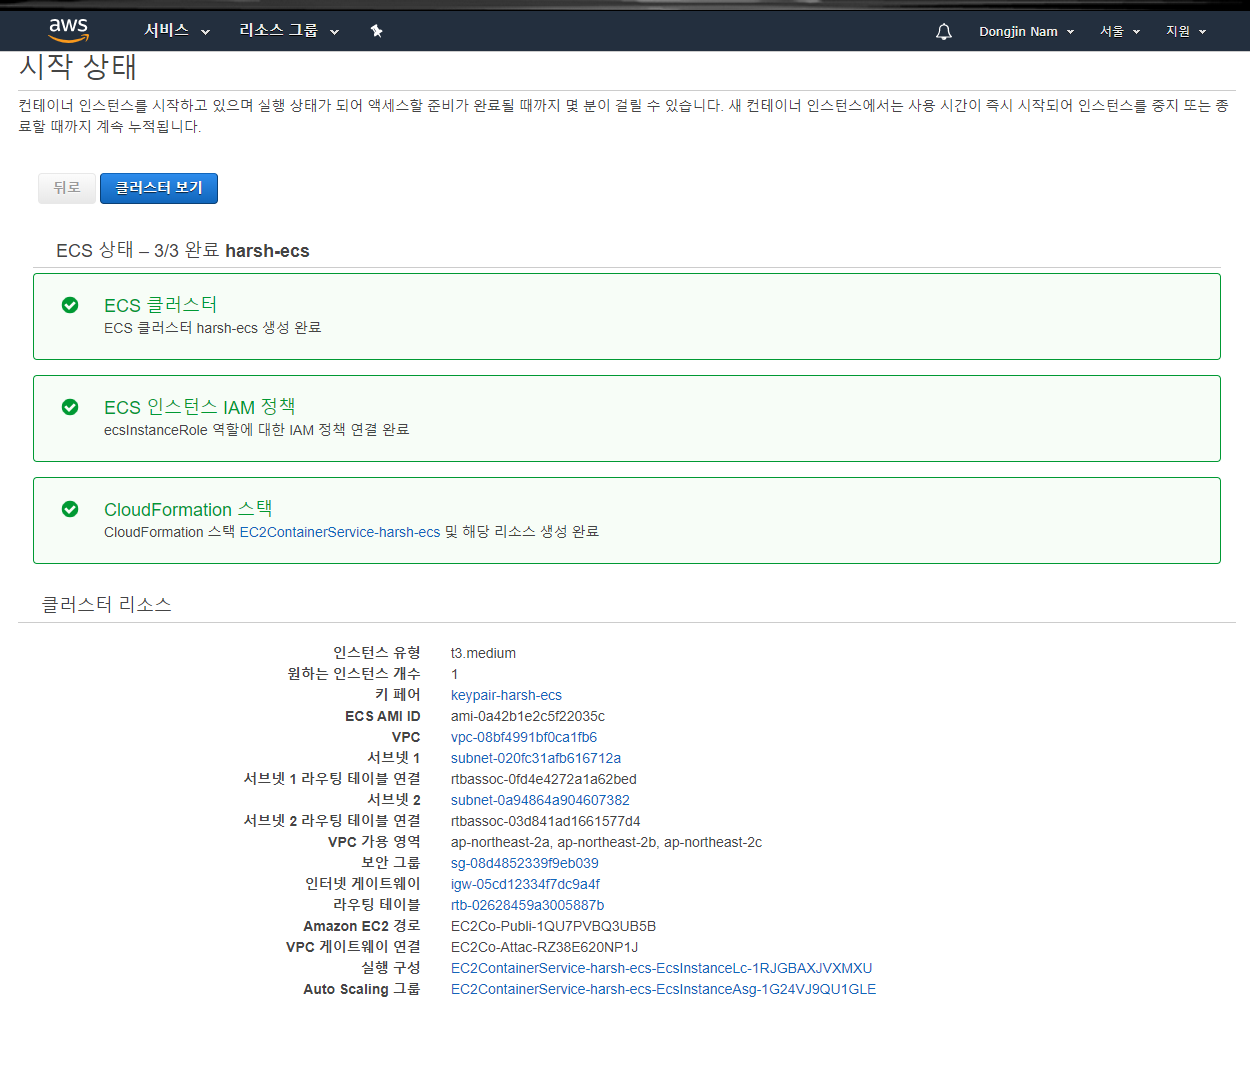 aws 서비스 리소스 그룹 Dongjin Nam 서울 지원
시작 상태
컨테이너 인스턴스를 시작하고 있으며 실행 상태가 되어 액세스할 준비가 완료될 때까지 몇 분이 걸릴 수 있습니다. 새 컨테이너 인스턴스에서는 사용 시간이 즉시 시작되어 인스턴스를 중지 또는 종
료할 때까지 계속 누적됩니다.
뒤로 클러스터 보기
ECS 상태 – 3/3 완료 harsh-ecs
ECS 클러스터
ECS 클러스터 harsh-ecs 생성 완료
ECS 인스턴스 IAM 정책
ecsInstanceRole 역할에 대한 IAM 정책 연결 완료
CloudFormation 스택
CloudFormation 스택 EC2ContainerService-harsh-ecs 및 해당 리소스 생성 완료
클러스터 리소스
인스턴스 유형 t3.medium
원하는 인스턴스 개수 1
키 페어 keypair-harsh-ecs
ECS AMI ID ami-0a42b1e2c5f22035c
VPC vpc-08bf4991bf0ca1fb6
서브넷 1 subnet-020fc31afb616712a
서브넷 1 라우팅 테이블 연결 rtbassoc-0fd4e4272a1a62bed
서브넷 2 subnet-0a94864a904607382
서브넷 2 라우팅 테이블 연결 rtbassoc-03d841ad1661577d4
VPC 가용 영역 ap-northeast-2a, ap-northeast-2b, ap-northeast-2c
보안 그룹 sg-08d4852339f9eb039
인터넷 게이트웨이 igw-05cd12334f7dc9a4f
라우팅 테이블 rtb-02628459a3005887b
Amazon EC2 경로 EC2Co-Publi-1QU7PVBQ3UB5B
VPC 게이트웨이 연결 EC2Co-Attac-RZ38E620NP1J
실행 구성 EC2ContainerService-harsh-ecs-EcsInstanceLc-1RJGBAXJVXMXU
Auto Scaling 그룹 EC2ContainerService-harsh-ecs-EcsInstanceAsg-1G24VJ9QU1GLE